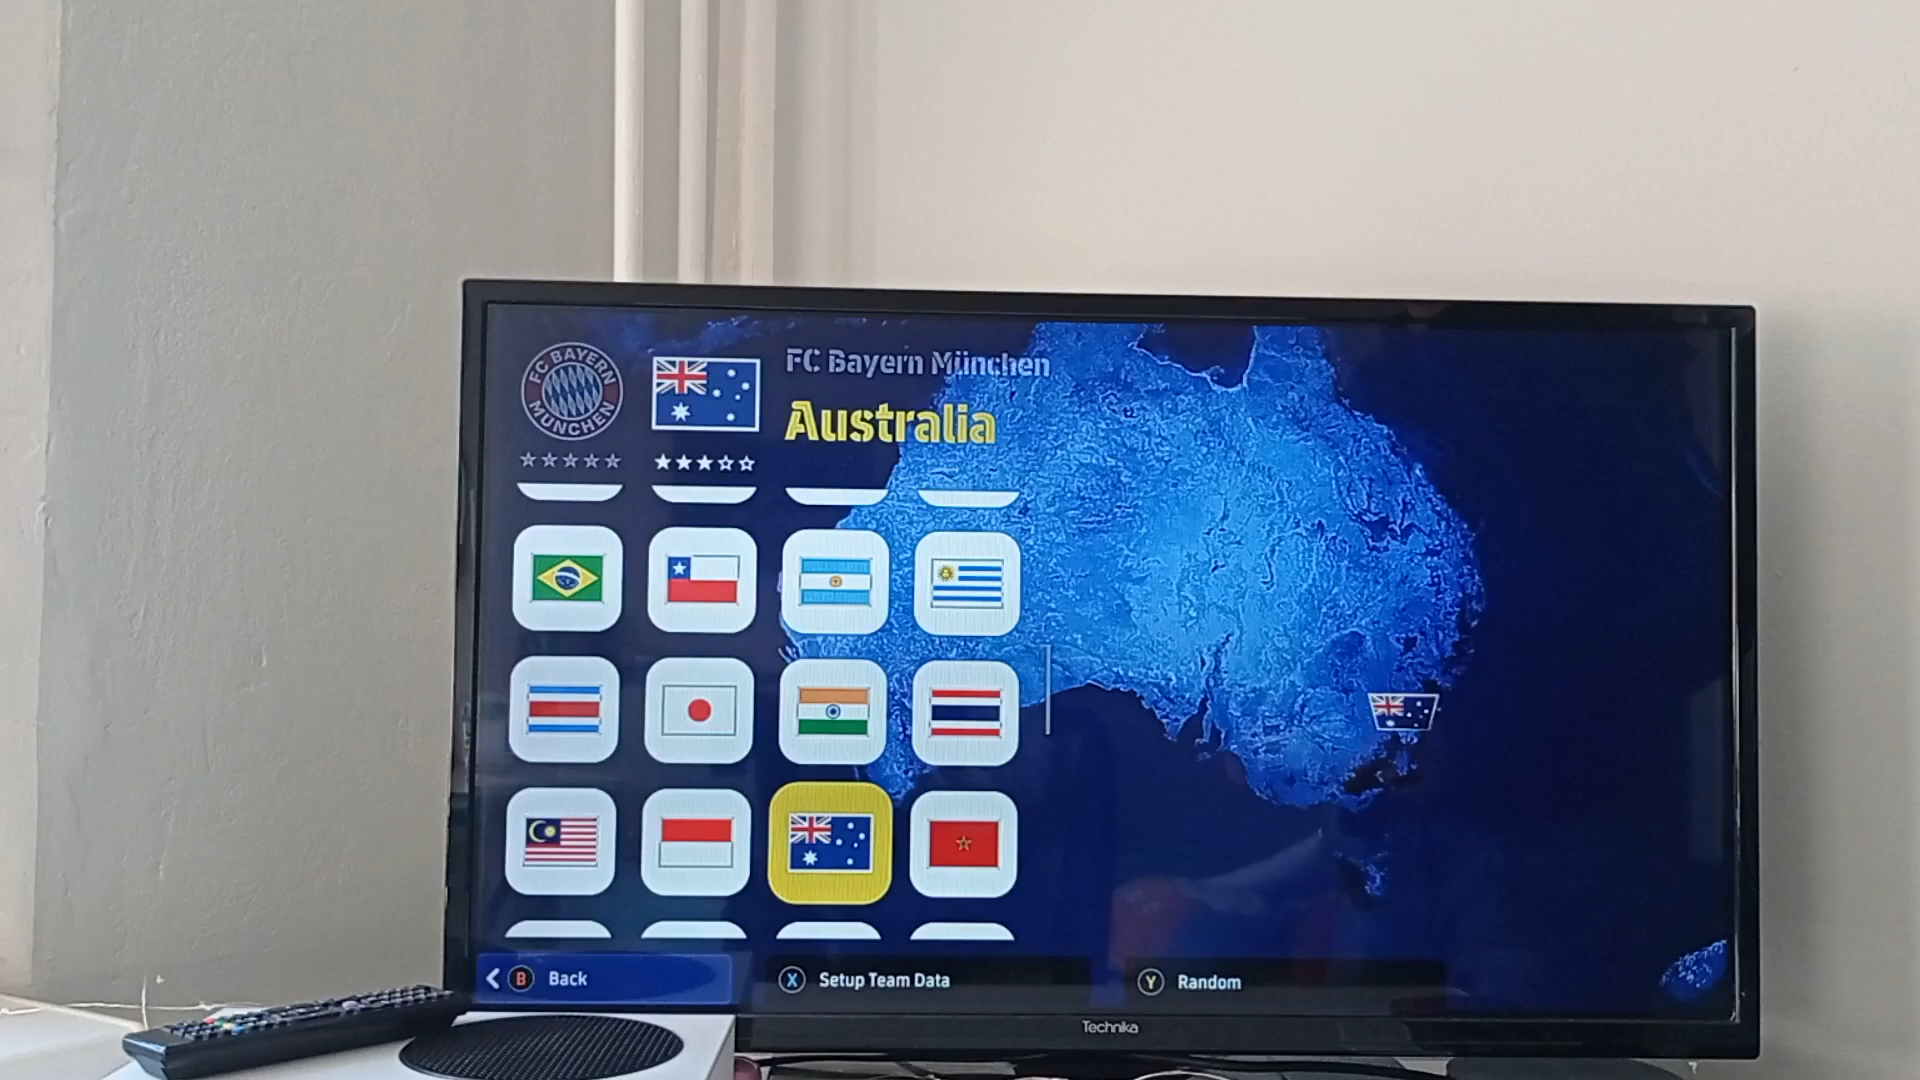 FC BAYERN
MÜNCHEN
FC Bayern München
Australia
B Back
X Setup Team Data
Y Random
Technika